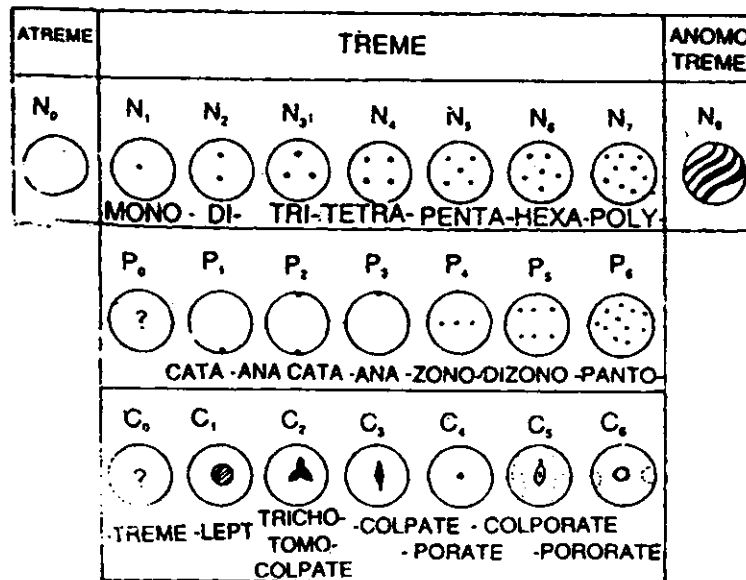 ATREME TREME ANOMO
TREME
N₀ N₁ N₂ N₃ N₄ N₅ N₆ N₇ N₈
MONO - DI- TRI-TETRA- PENTA-HEXA-POLY-
P₀ P₁ P₂ P₃ P₄ P₅ P₆
?
CATA -ANA CATA -ANA -ZONO-DIZONO -PANTO-
C₀ C₁ C₂ C₃ C₄ C₅ C₆
?
-TREME -LEPT TRICHO- -COLPATE - COLPORATE
TOMO- - PORATE -PORORATE
COLPATE